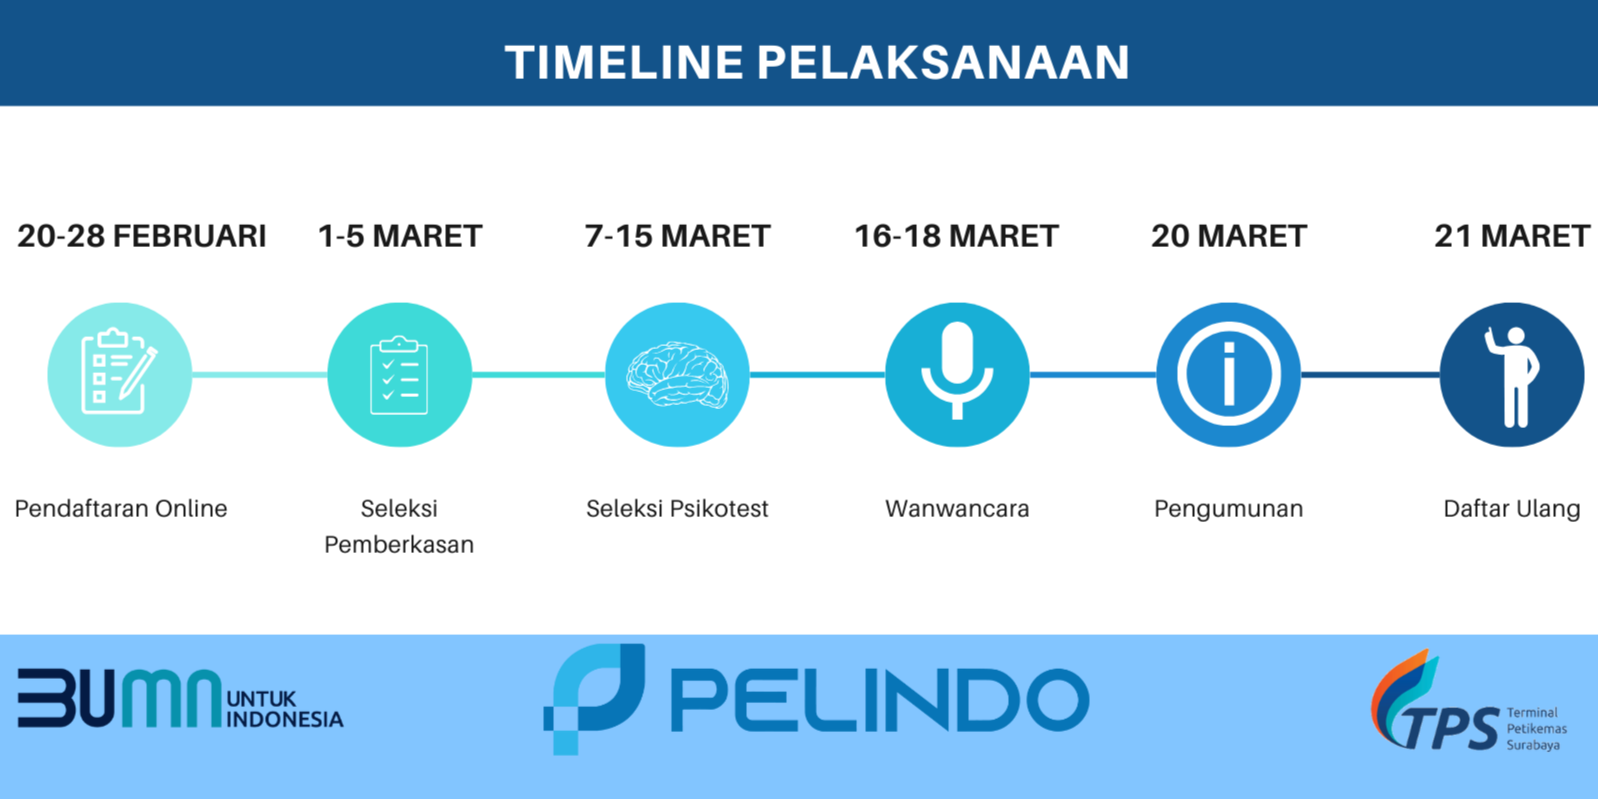 TIMELINE PELAKSANAAN
20-28 FEBRUARI
1-5 MARET
7-15 MARET
16-18 MARET
20 MARET
21 MARET
Pendaftaran Online
Seleksi
Pemberkasan
Seleksi Psikotest
Wanwancara
Pengumunan
Daftar Ulang
BUMN UNTUK
INDONESIA
PELINDO
TPS
Terminal
Petikemas
Surabaya